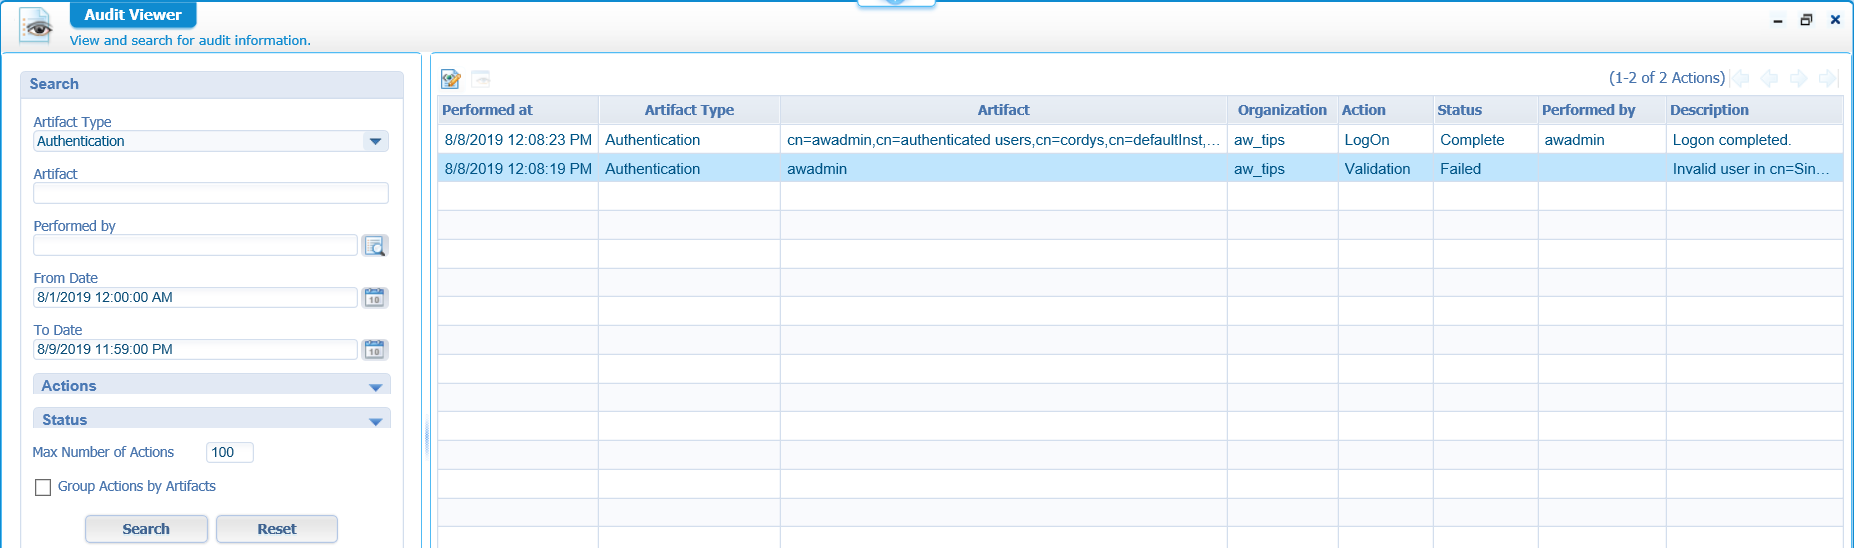 Audit Viewer
View and search for audit information.
Search
Artifact Type
Authentication
Artifact
Performed by
From Date
8/1/2019 12:00:00 AM
10
To Date
8/9/2019 11:59:00 PM
10
Actions
Status
Max Number of Actions 100
Group Actions by Artifacts
Search Reset
(1-2 of 2 Actions)
Performed at Artifact Type Artifact Organization Action Status Performed by Description
8/8/2019 12:08:23 PM Authentication cn=awadmin,cn=authenticated users,cn=cordys,cn=defaultInst,... aw_tips LogOn Complete awadmin Logon completed.
8/8/2019 12:08:19 PM Authentication awadmin aw_tips Validation Failed Invalid user in cn=Sin...